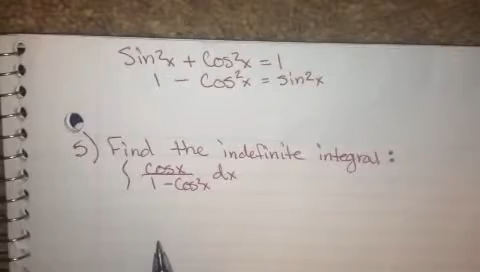 Sin²x + Cos²x = 1
1 - Cos²x = sin²x
5) Find the indefinite integral:
∫ cosx / 1 - Cos²x dx